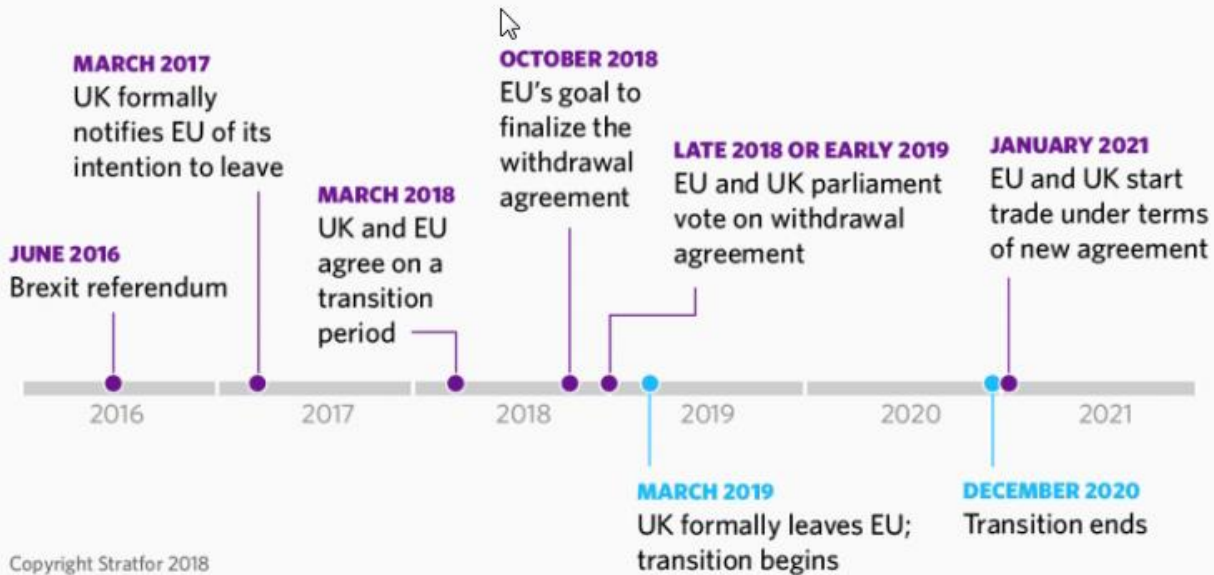 MARCH 2017
UK formally
notifies EU of its
intention to leave
OCTOBER 2018
EU's goal to
finalize the
withdrawal
agreement
LATE 2018 OR EARLY 2019
EU and UK parliament
vote on withdrawal
agreement
JANUARY 2021
EU and UK start
trade under terms
of new agreement
MARCH 2018
UK and EU
agree on a
transition
period
JUNE 2016
Brexit referendum
2016
2017
2018
2019
2020
2021
MARCH 2019
UK formally leaves EU;
transition begins
DECEMBER 2020
Transition ends
Copyright Stratfor 2018